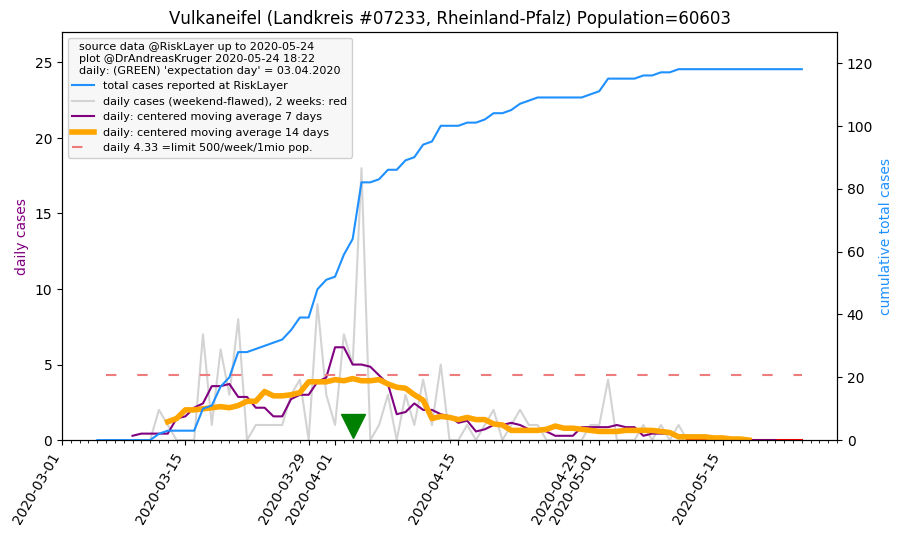 Vulkaneifel (Landkreis #07233, Rheinland-Pfalz) Population=60603
source data @RiskLayer up to 2020-05-24
plot @DrAndreasKruger 2020-05-24 18:22
daily: (GREEN) 'expectation day' = 03.04.2020
total cases reported at RiskLayer
daily cases (weekend-flawed), 2 weeks: red
daily: centered moving average 7 days
daily: centered moving average 14 days
daily 4.33 =limit 500/week/1mio pop.
daily cases
25
20
15
10
5
0
cumulative total cases
120
100
80
60
40
20
0
2020-03-01
2020-03-15
2020-03-29
2020-04-01
2020-04-15
2020-04-29
2020-05-01
2020-05-15